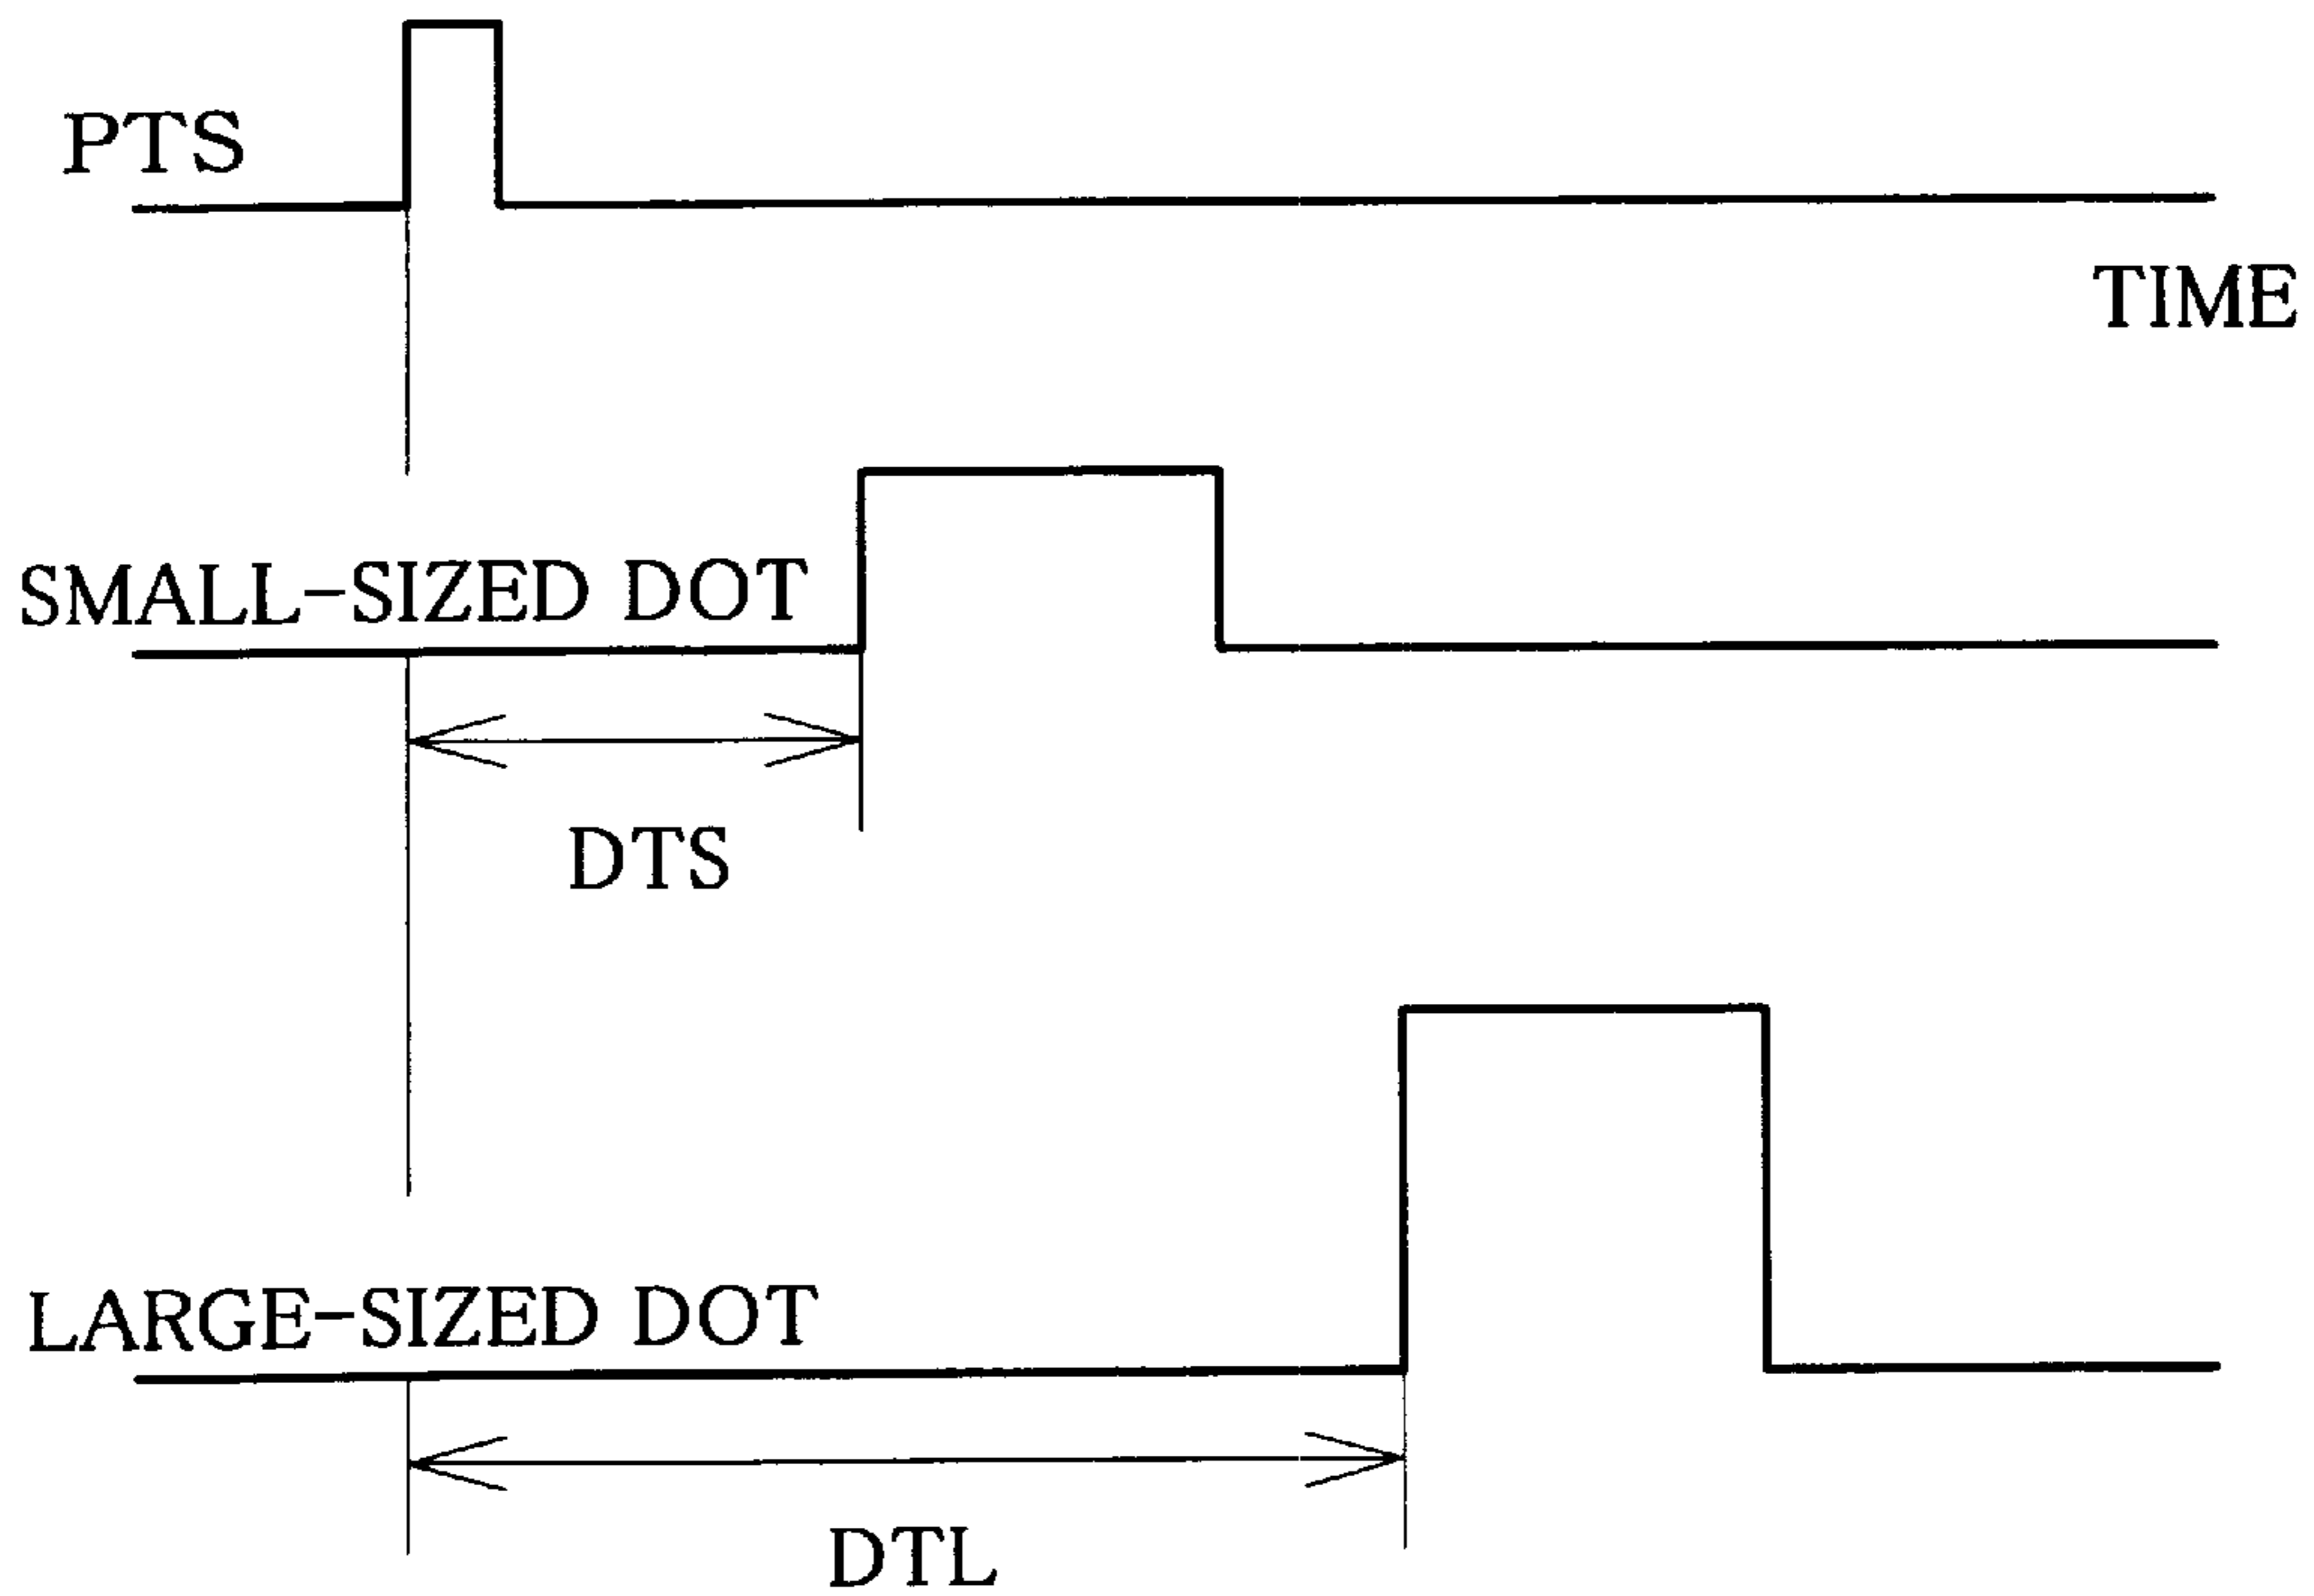 PTS
TIME
SMALL-SIZED DOT
DTS
LARGE-SIZED DOT
DTL